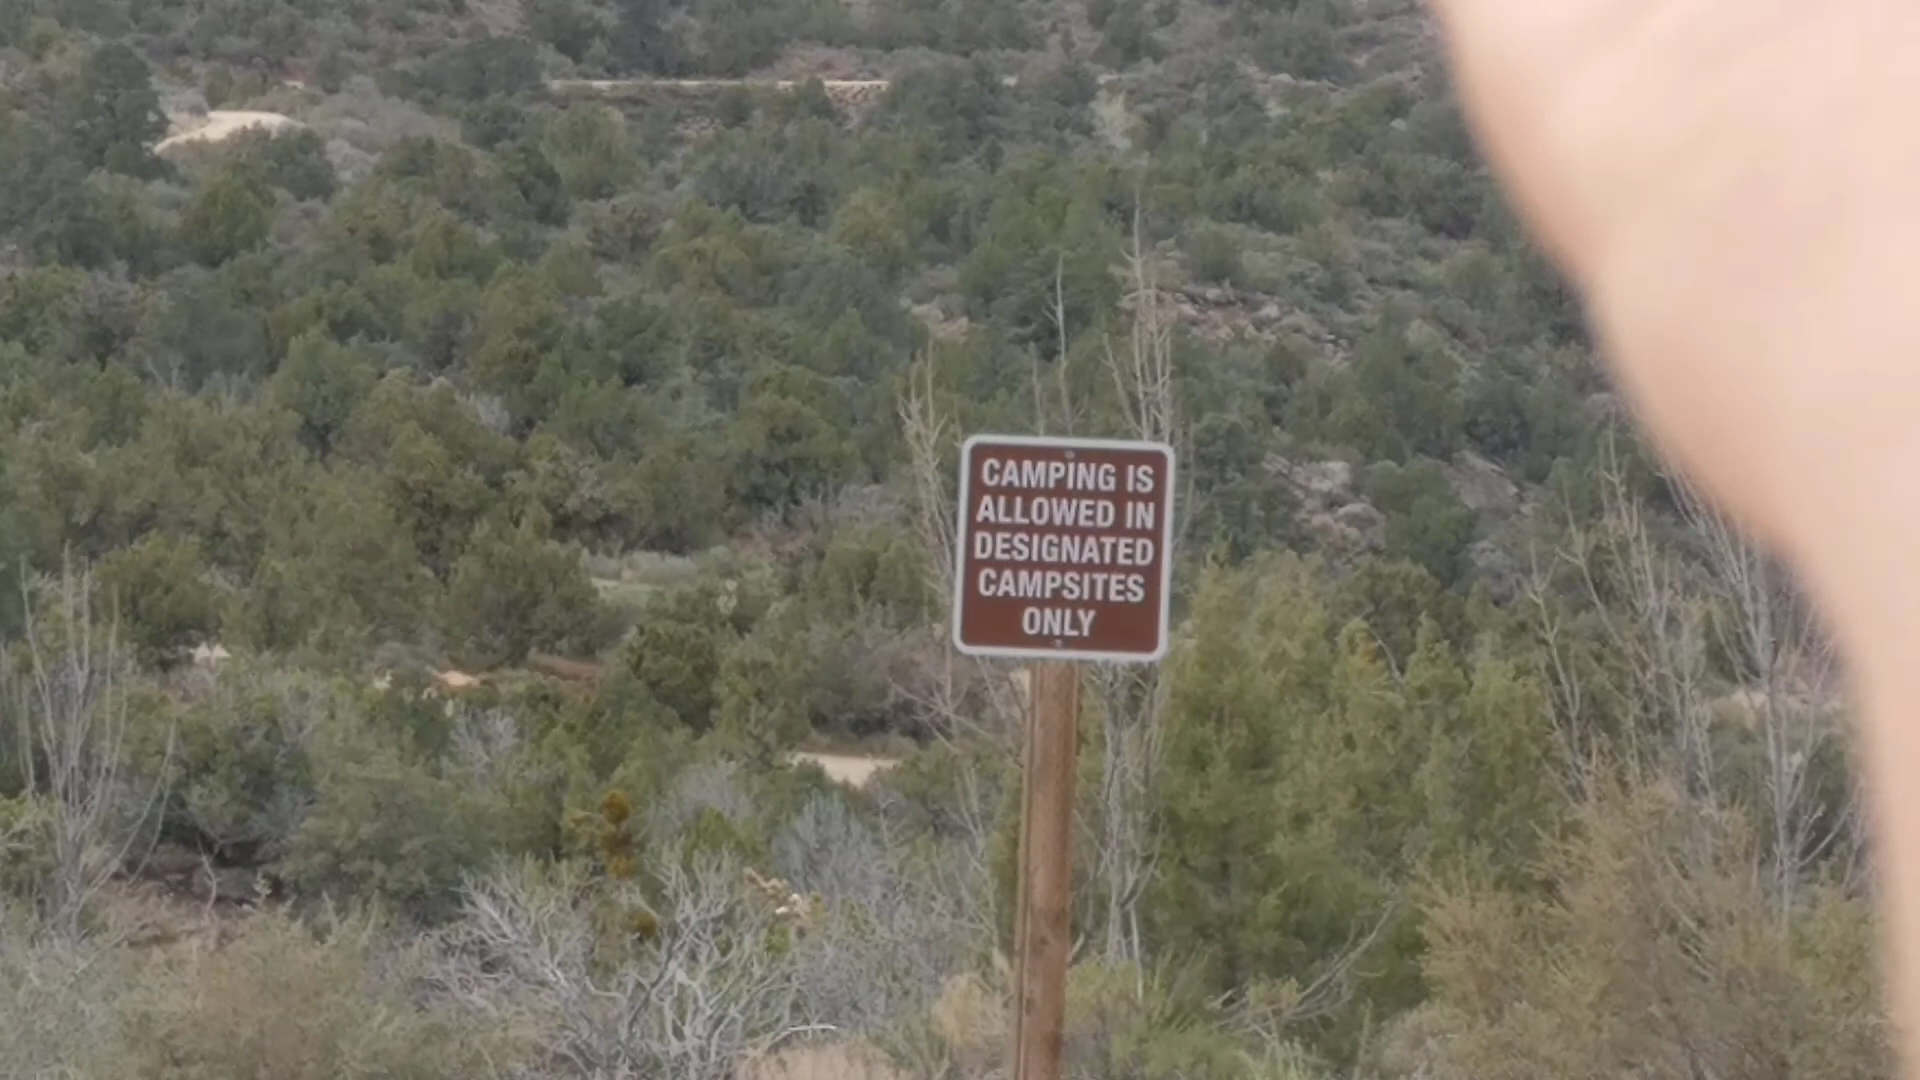 CAMPING IS
ALLOWED IN
DESIGNATED
CAMPSITES
ONLY